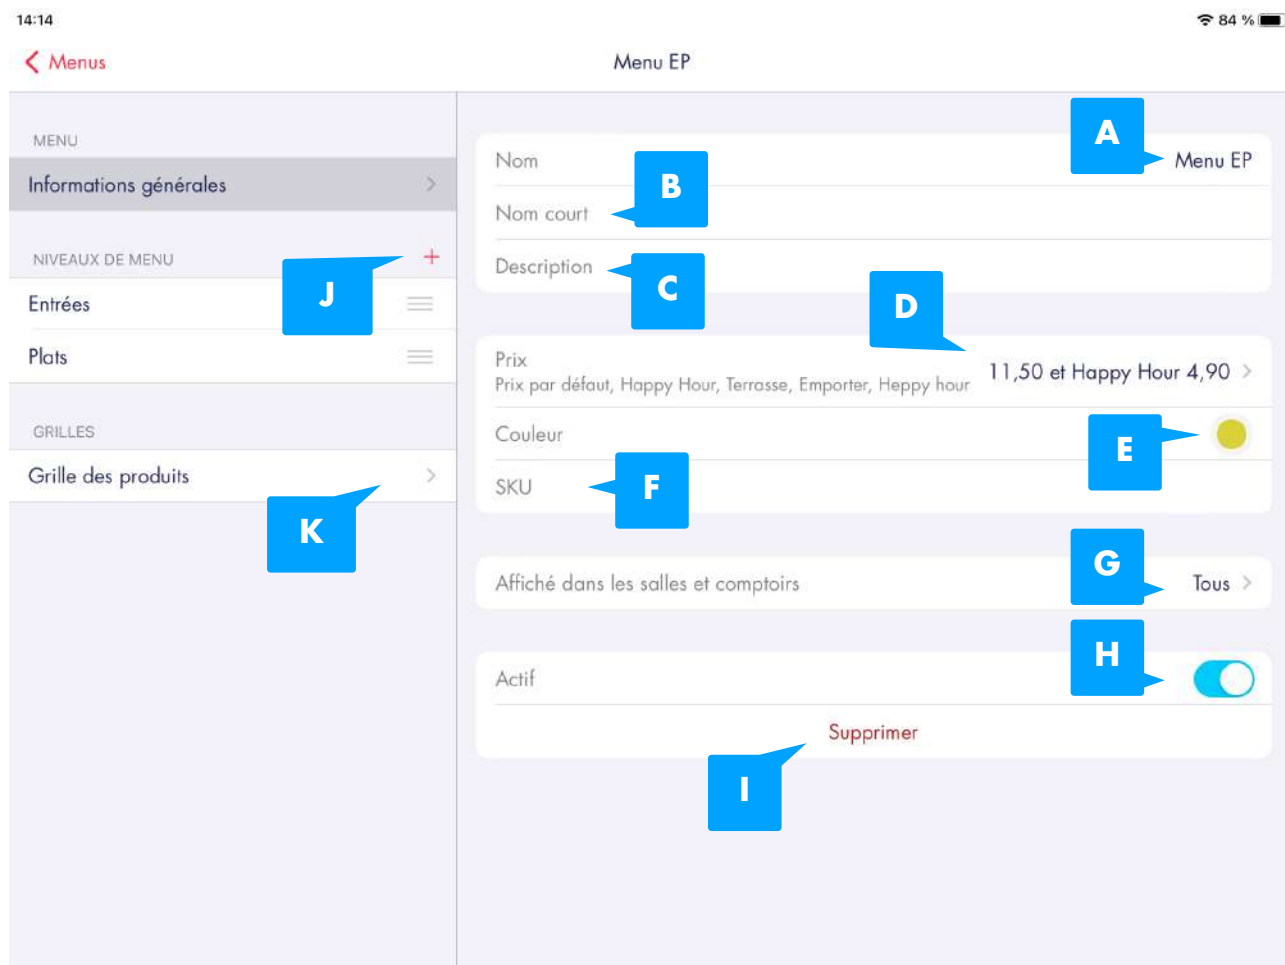 14:14
84 %
Menus
Menu EP
MENU
Informations générales
NIVEAUX DE MENU
+
J
Entrées
Plats
GRILLES
Grille des produits
K
A
Nom
Menu EP
B
Nom court
Description
C
D
Prix
Prix par défaut, Happy Hour, Terrasse, Emporter, Heppy hour
11,50 et Happy Hour 4,90
Couleur
E
SKU
F
G
Affiché dans les salles et comptoirs
Tous
H
Actif
Supprimer
I